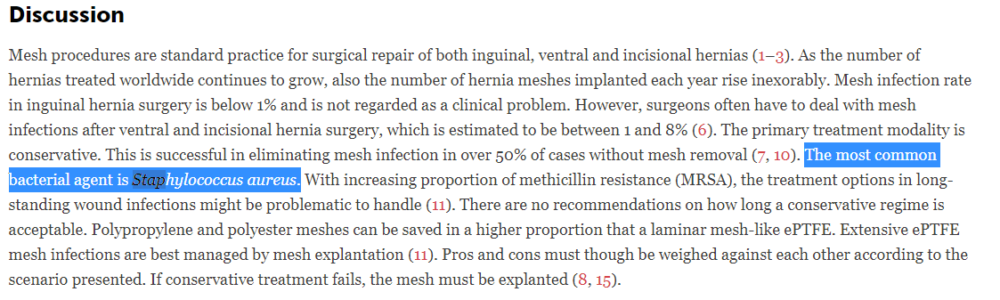 Discussion
Mesh procedures are standard practice for surgical repair of both inguinal, ventral and incisional hernias (1–3). As the number of
hernias treated worldwide continues to grow, also the number of hernia meshes implanted each year rise inexorably. Mesh infection rate
in inguinal hernia surgery is below 1% and is not regarded as a clinical problem. However, surgeons often have to deal with mesh
infections after ventral and incisional hernia surgery, which is estimated to be between 1 and 8% (6). The primary treatment modality is
conservative. This is successful in eliminating mesh infection in over 50% of cases without mesh removal (7, 10). The most common
bacterial agent is Staphylococcus aureus. With increasing proportion of methicillin resistance (MRSA), the treatment options in long-
standing wound infections might be problematic to handle (11). There are no recommendations on how long a conservative regime is
acceptable. Polypropylene and polyester meshes can be saved in a higher proportion that a laminar mesh-like ePTFE. Extensive ePTFE
mesh infections are best managed by mesh explantation (11). Pros and cons must though be weighed against each other according to the
scenario presented. If conservative treatment fails, the mesh must be explanted (8, 15).